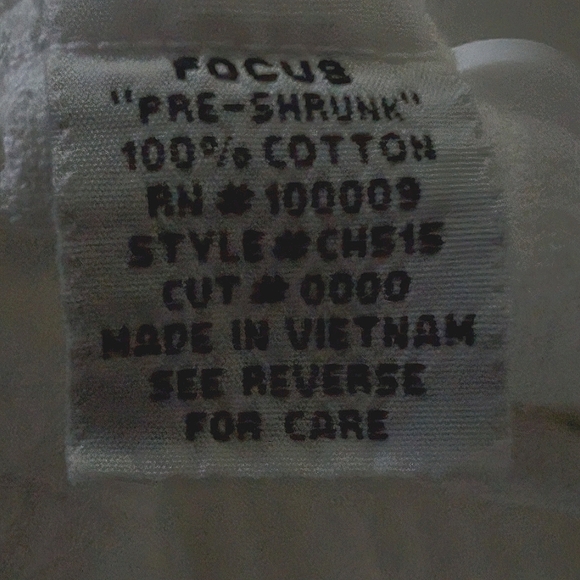 FOCUS
"PRE-SHRUNK"
100% COTTON
RN # 100009
STYLE # CH515
CUT # 0000
MADE IN VIETNAM
SEE REVERSE
FOR CARE